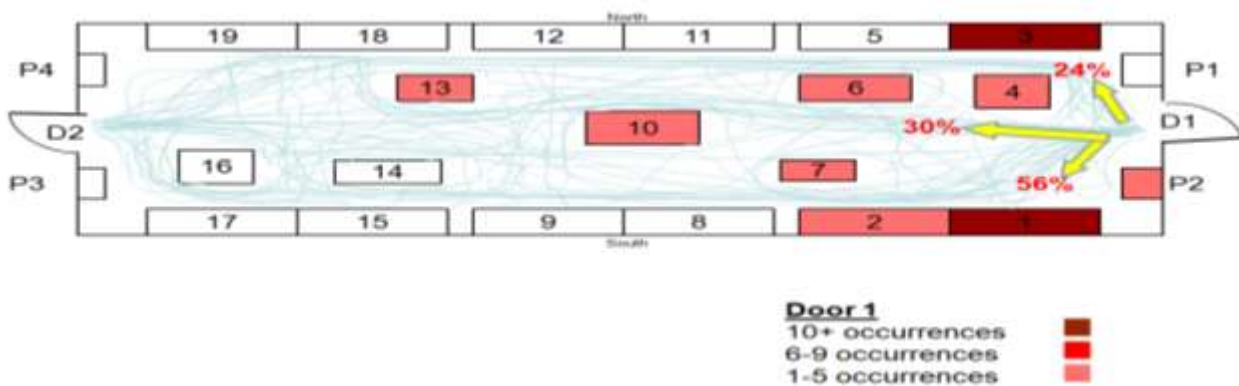 North
19 18 12 11 5 3
P4 P1
13 6 4 24%
D2 10 30% D1
16 14 7
P3 56% P2
17 15 9 8 2 1
South
Door 1
10+ occurrences
6-9 occurrences
1-5 occurrences